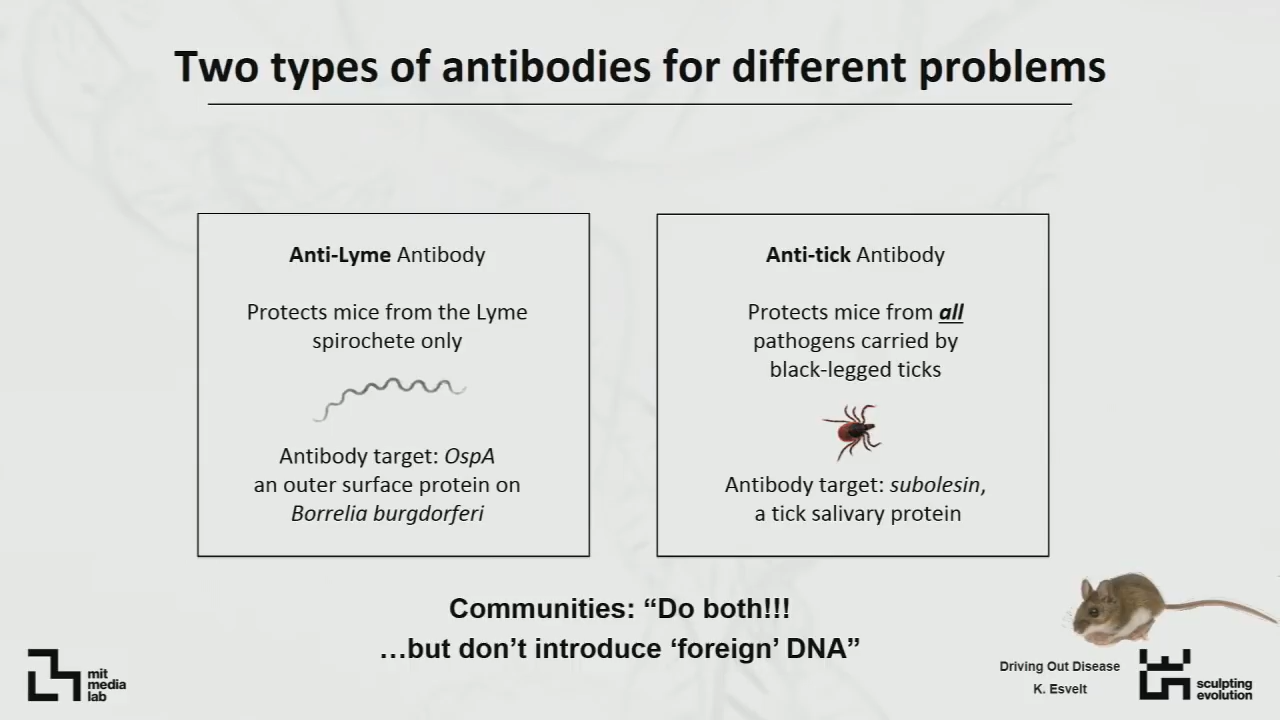 Two types of antibodies for different problems
Anti-Lyme Antibody
Protects mice from the Lyme
spirochete only
Antibody target: OspA
an outer surface protein on
Borrelia burgdorferi
Anti-tick Antibody
Protects mice from all
pathogens carried by
black-legged ticks
Antibody target: subolesin,
a tick salivary protein
Communities: “Do both!!!
…but don’t introduce ‘foreign’ DNA”
mit
media
lab
Driving Out Disease
K. Esvelt
sculpting
evolution